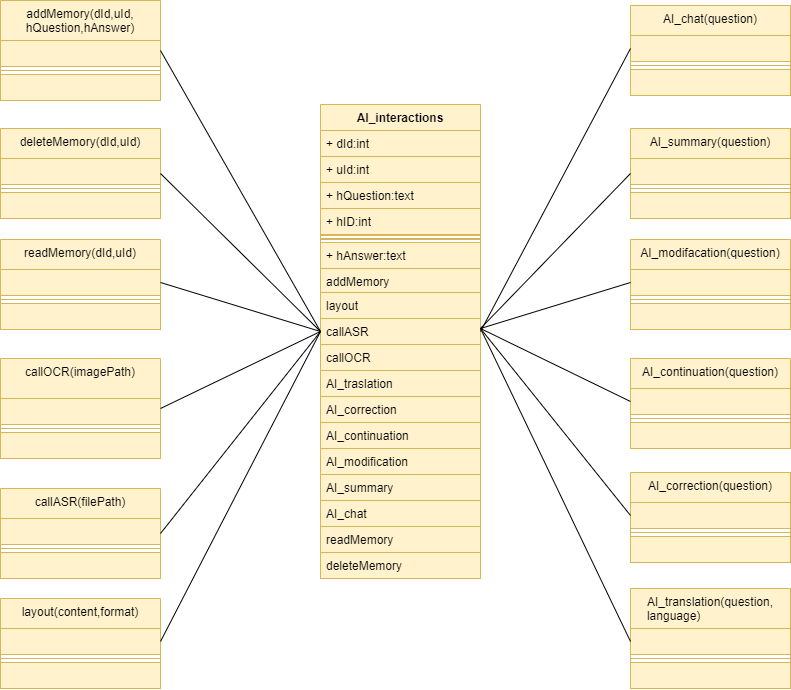 addMemory(dId,uId,
hQuestion,hAnswer)
deleteMemory(dId,uId)
readMemory(dId,uId)
callOCR(imagePath)
callASR(filePath)
layout(content,format)
AI_interactions
+ dId:int
+ uId:int
+ hQuestion:text
+ hID:int
+ hAnswer:text
addMemory
layout
callASR
callOCR
AI_traslation
AI_correction
AI_continuation
AI_modification
AI_summary
AI_chat
readMemory
deleteMemory
AI_chat(question)
AI_summary(question)
AI_modifacation(question)
AI_continuation(question)
AI_correction(question)
AI_translation(question,
language)